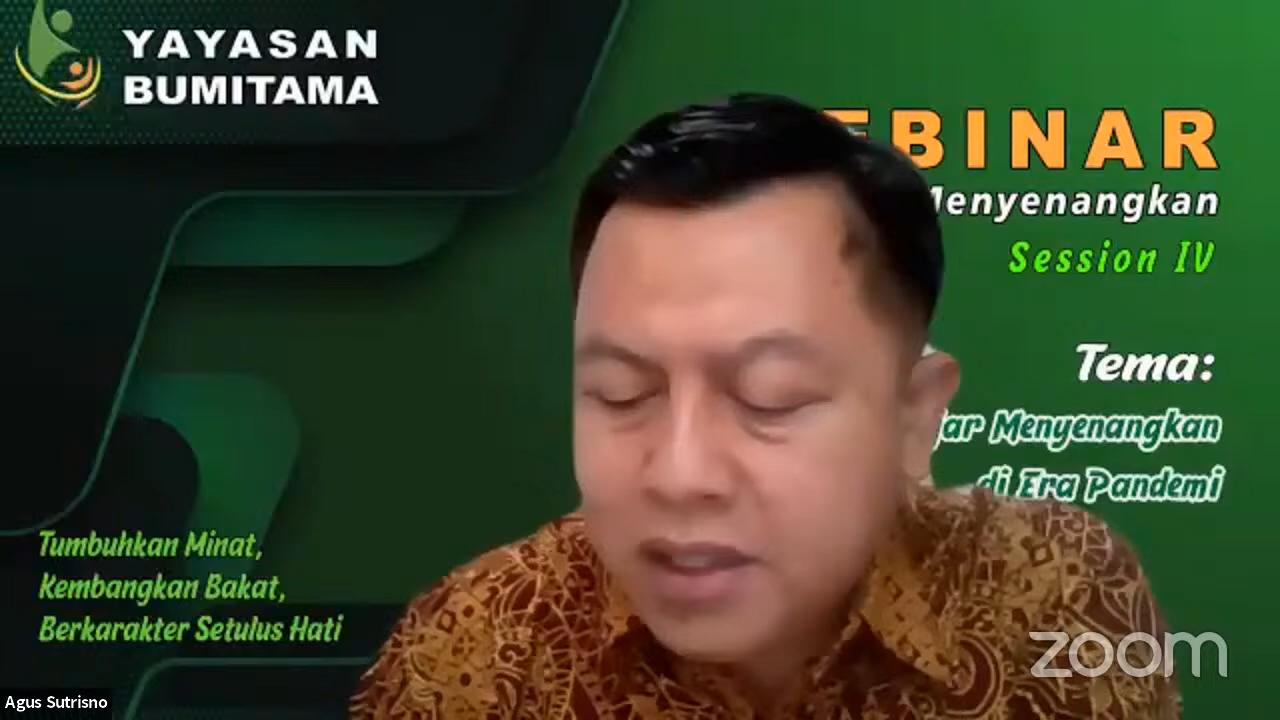 YAYASAN
BUMITAMA
EBINAR
Menyenangkan
Session IV
Tema:
jar Menyenangkan
di Era Pandemi
Tumbuhkan Minat,
Kembangkan Bakat,
Berkarakter Setulus Hati
zoom
Agus Sutrisno